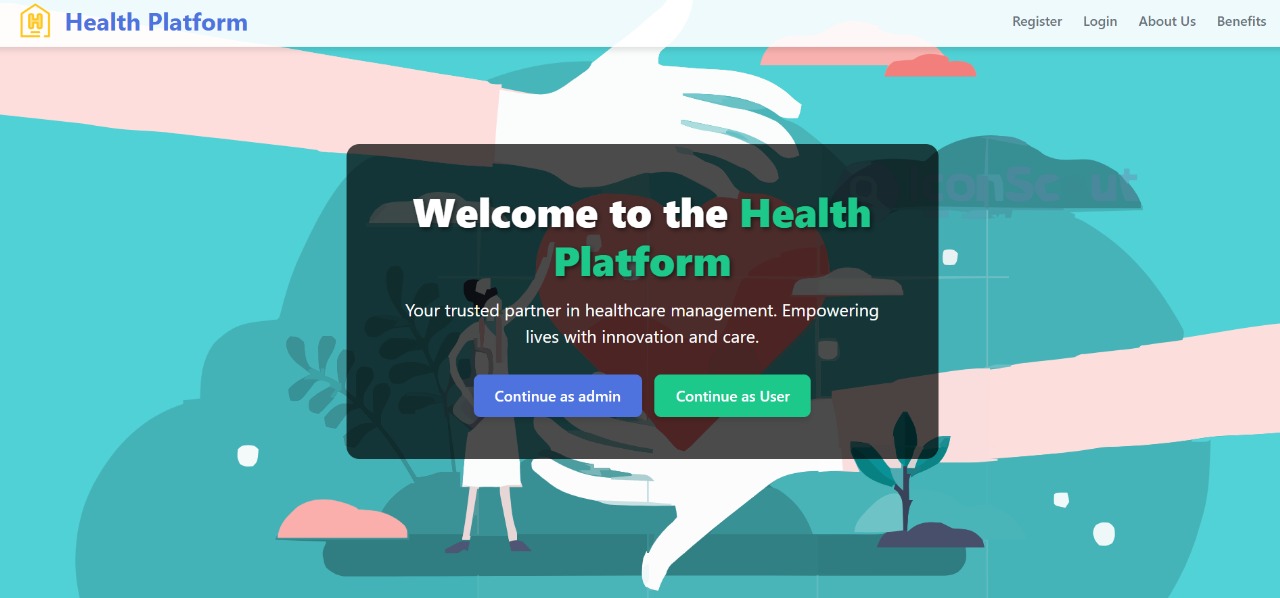 Health Platform
Register Login About Us Benefits
IconScout
Welcome to the Health
Platform
Your trusted partner in healthcare management. Empowering
lives with innovation and care.
Continue as admin
Continue as User